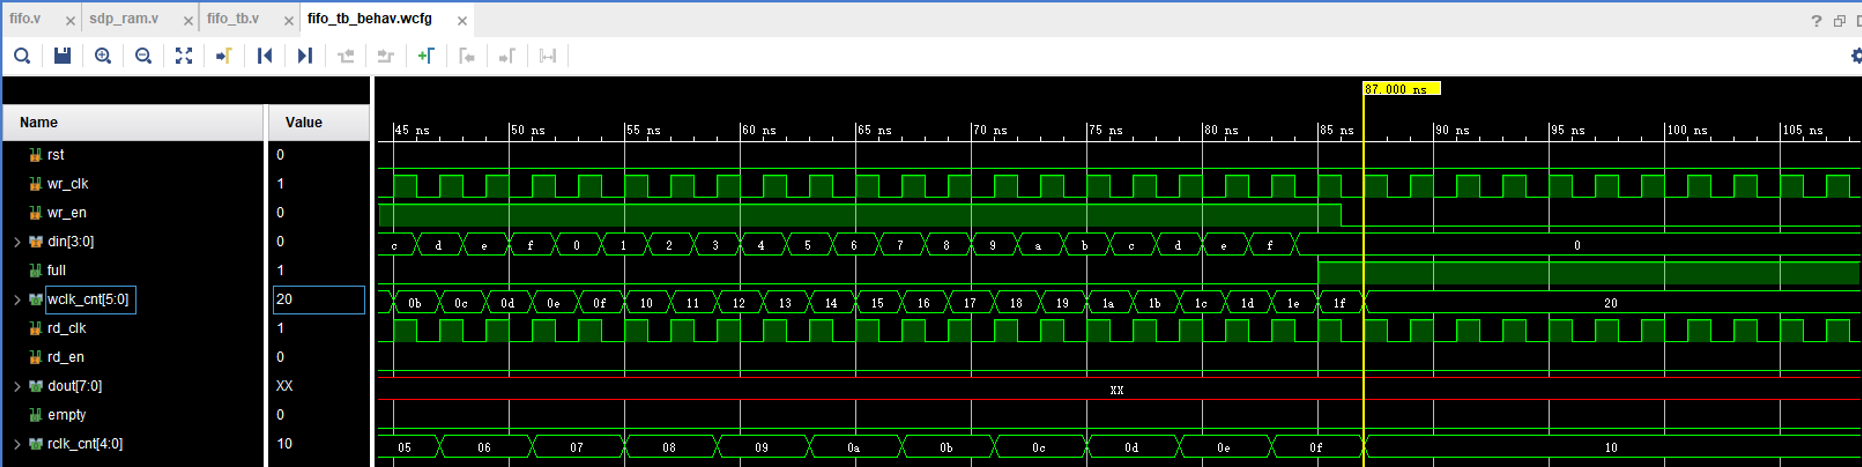 fifo.v × sdp_ram.v × fifo_tb.v × fifo_tb_behav.wcfg ×
?
87.000 ns
Name Value
45 ns 50 ns 55 ns 60 ns 65 ns 70 ns 75 ns 80 ns 85 ns 90 ns 95 ns 100 ns 105 ns
rst 0
wr_clk 1
wr_en 0
din[3:0] 0 c d e f 0 1 2 3 4 5 6 7 8 9 a b c d e f 0
full 1
wclk_cnt[5:0] 20 0b 0c 0d 0e 0f 10 11 12 13 14 15 16 17 18 19 1a 1b 1c 1d 1e 1f 20
rd_clk 1
rd_en 0
dout[7:0] XX XX
empty 0
rclk_cnt[4:0] 10 05 06 07 08 09 0a 0b 0c 0d 0e 0f 10